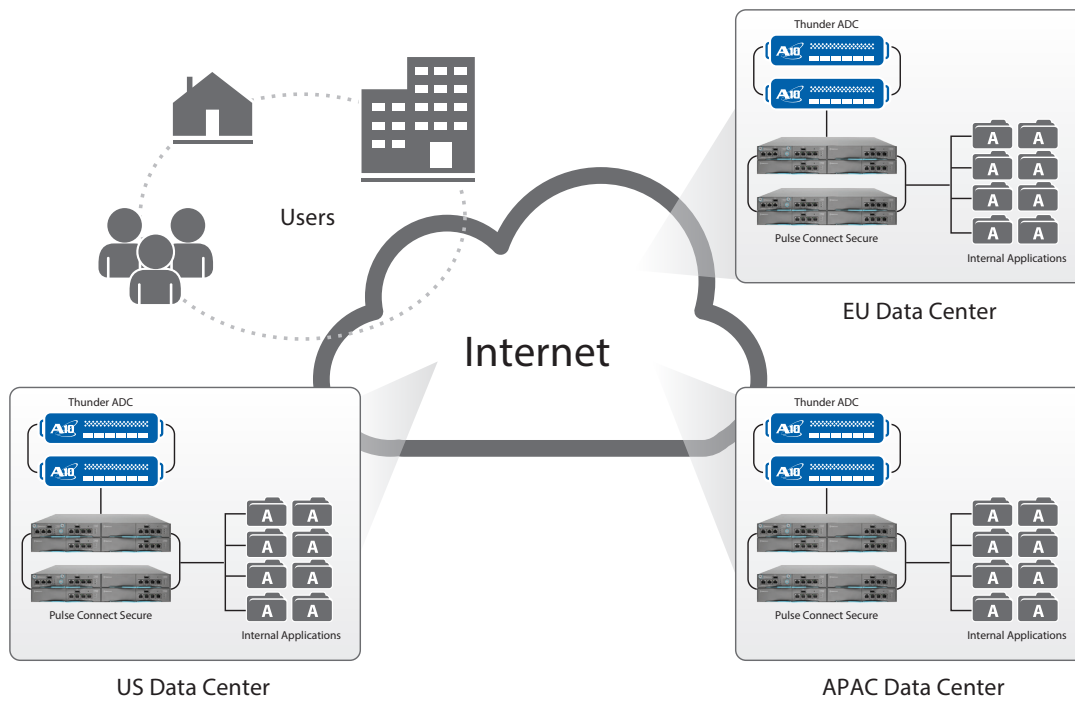 Thunder ADC
A10
A10
Pulse Connect Secure
A A
A A
A A
A A
Internal Applications
EU Data Center
Users
Internet
Thunder ADC
A10
A10
Pulse Connect Secure
A A
A A
A A
A A
Internal Applications
US Data Center
Thunder ADC
A10
A10
Pulse Connect Secure
A A
A A
A A
A A
Internal Applications
APAC Data Center